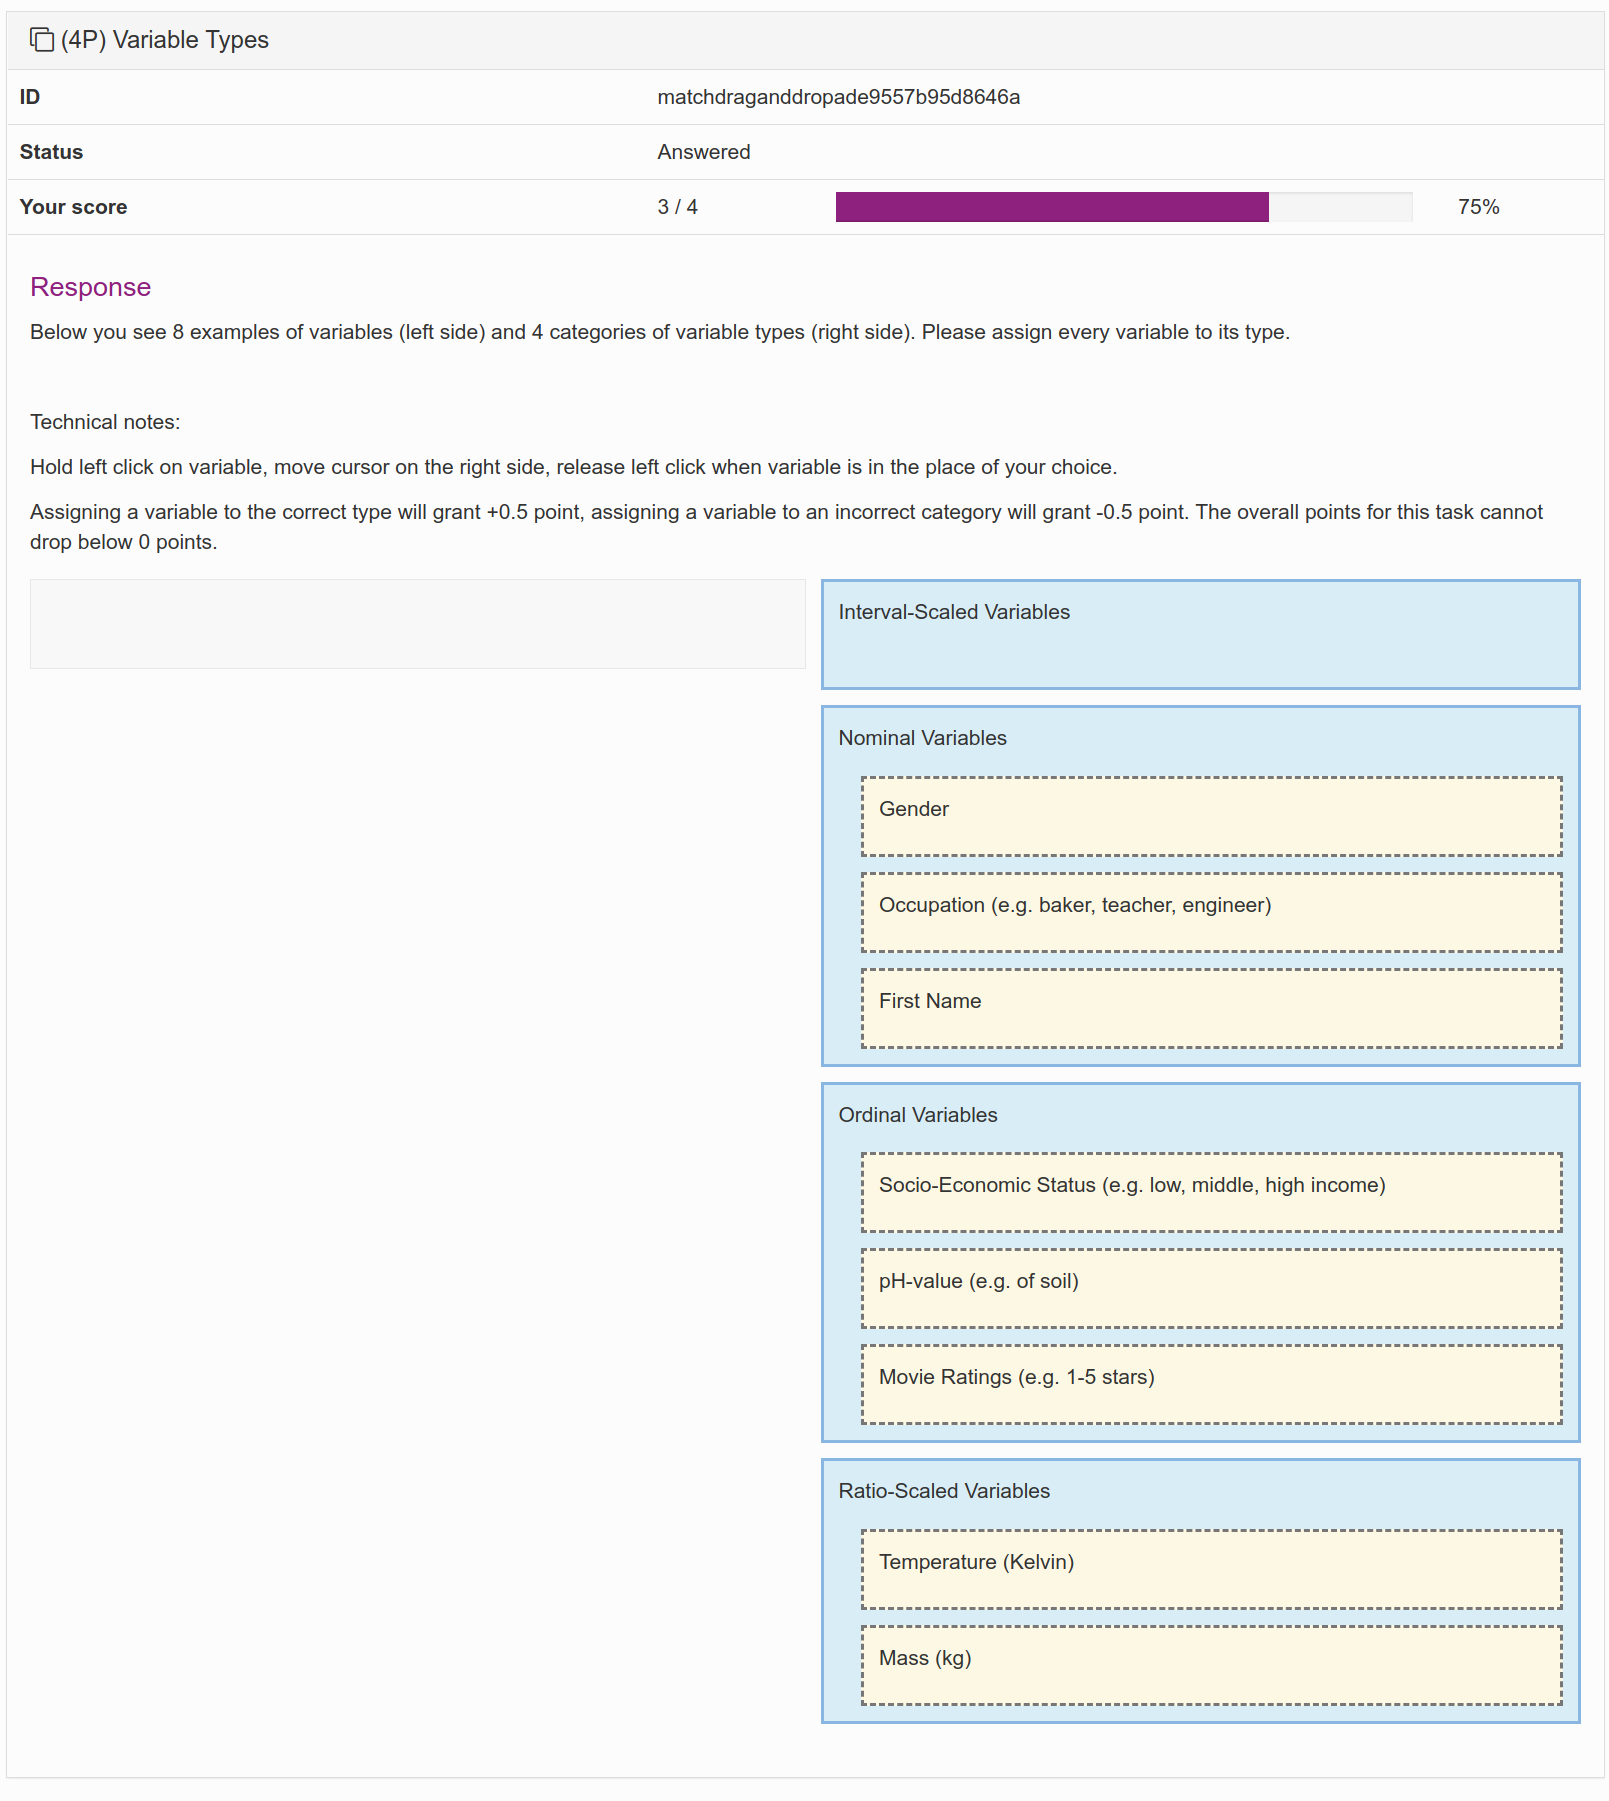 (4P) Variable Types
ID matchdraganddropade9557b95d8646a
Status Answered
Your score 3 / 4 75%
Response
Below you see 8 examples of variables (left side) and 4 categories of variable types (right side). Please assign every variable to its type.
Technical notes:
Hold left click on variable, move cursor on the right side, release left click when variable is in the place of your choice.
Assigning a variable to the correct type will grant +0.5 point, assigning a variable to an incorrect category will grant -0.5 point. The overall points for this task cannot
drop below 0 points.
Interval-Scaled Variables
Nominal Variables
Gender
Occupation (e.g. baker, teacher, engineer)
First Name
Ordinal Variables
Socio-Economic Status (e.g. low, middle, high income)
pH-value (e.g. of soil)
Movie Ratings (e.g. 1-5 stars)
Ratio-Scaled Variables
Temperature (Kelvin)
Mass (kg)